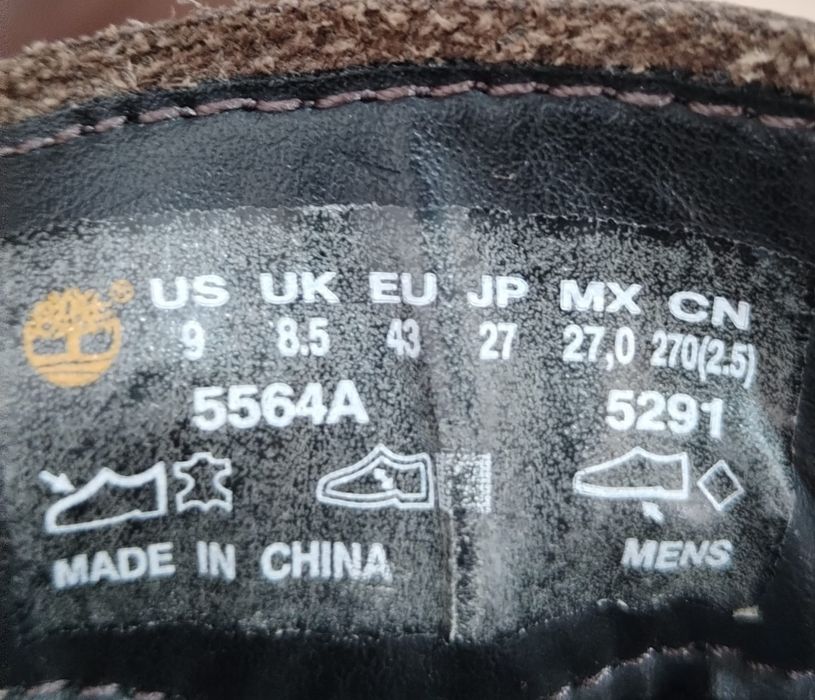 US UK EU JP MX CN
9 8.5 43 27 27,0 270(2.5)
5564A 5291
MADE IN CHINA MENS